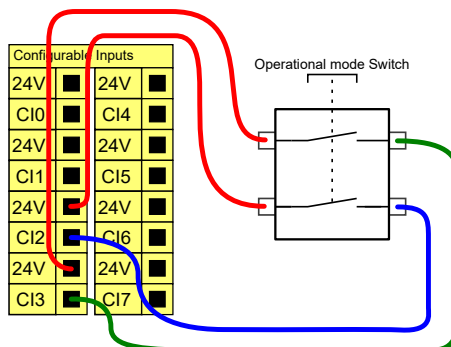 Configurable Inputs
Operational mode Switch
24V 24V
CI0 CI4
24V 24V
CI1 CI5
24V 24V
CI2 CI6
24V 24V
CI3 CI7